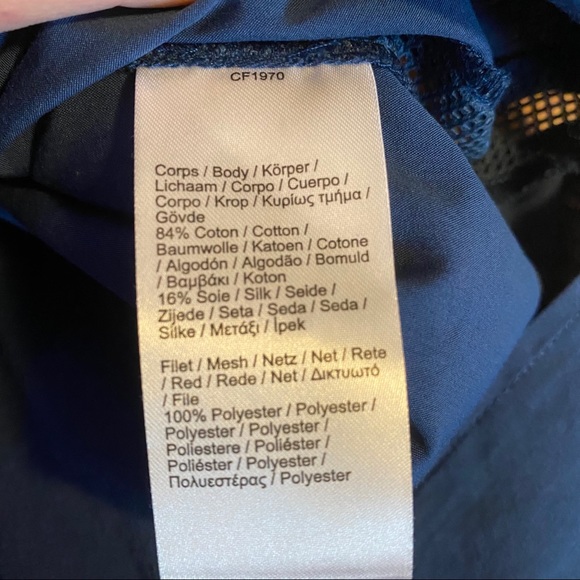 CF1970
Corps / Body / Körper /
Lichaam / Corpo / Cuerpo /
Corpo / Krop / Κυρίως τμήμα /
Gövde
84% Coton / Cotton /
Baumwolle / Katoen / Cotone
/ Algodón / Algodão / Bomuld
/ Βαμβάκι / Koton
16% Soie / Silk / Seide /
Zijede / Seta / Seda / Seda /
Silke / Μετάξι / İpek
Filet / Mesh / Netz / Net / Rete
/ Red / Rede / Net / Δικτυωτό
/ File
100% Polyester / Polyester /
Polyester / Polyester /
Poliestere / Poliéster /
Poliéster / Polyester /
Πολυεστέρας / Polyester